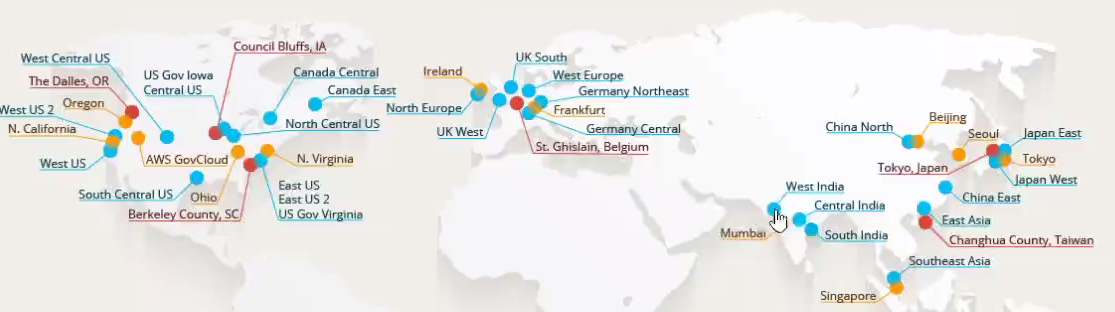 Council Bluffs, IA
West Central US
The Dalles, OR
US Gov Iowa
Central US
Canada Central
Canada East
Oregon
West US 2
N. California
North Central US
West US
AWS GovCloud
N. Virginia
South Central US
Ohio
East US
East US 2
US Gov Virginia
Berkeley County, SC
UK South
Ireland
West Europe
Germany Northeast
North Europe
Frankfurt
UK West
Germany Central
St. Ghislain, Belgium
China North
Beijing
Seoul
Japan East
Tokyo, Japan
Tokyo
Japan West
West India
China East
Central India
East Asia
Mumbai
South India
Changhua County, Taiwan
Southeast Asia
Singapore